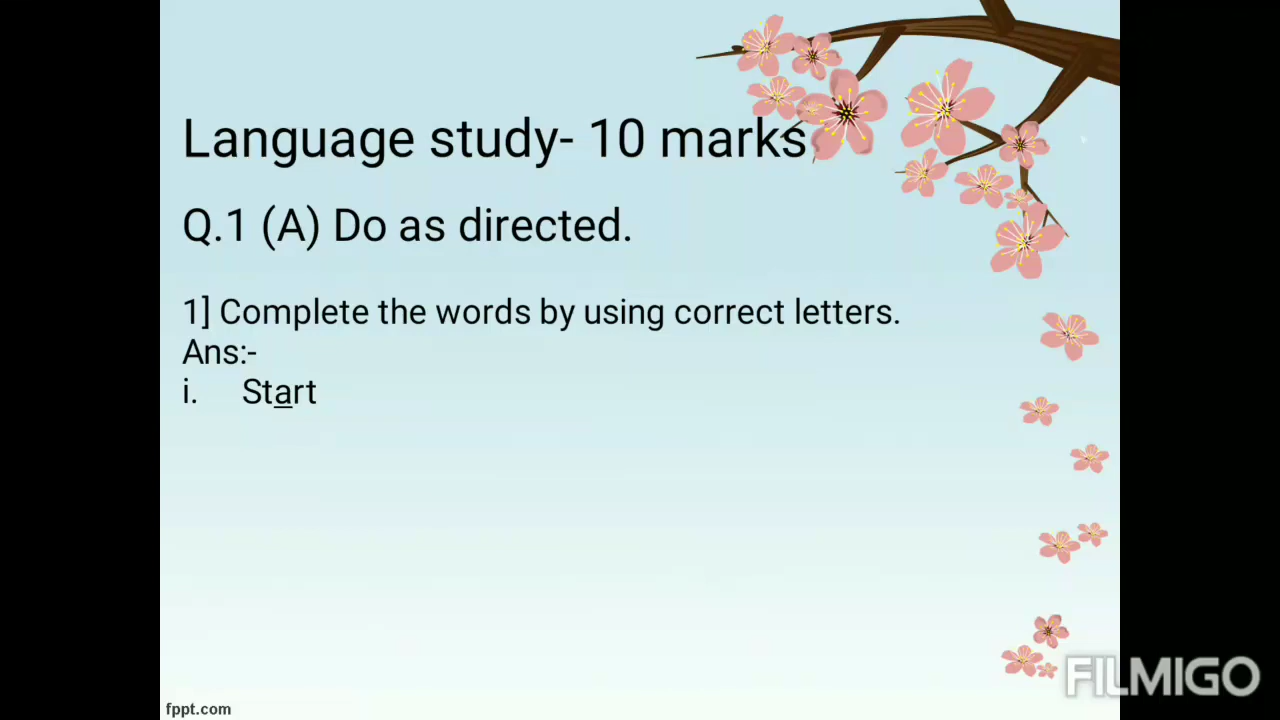 Language study- 10 marks
Q.1 (A) Do as directed.
1] Complete the words by using correct letters.
Ans:-
i. Start
fppt.com
FILMIGO